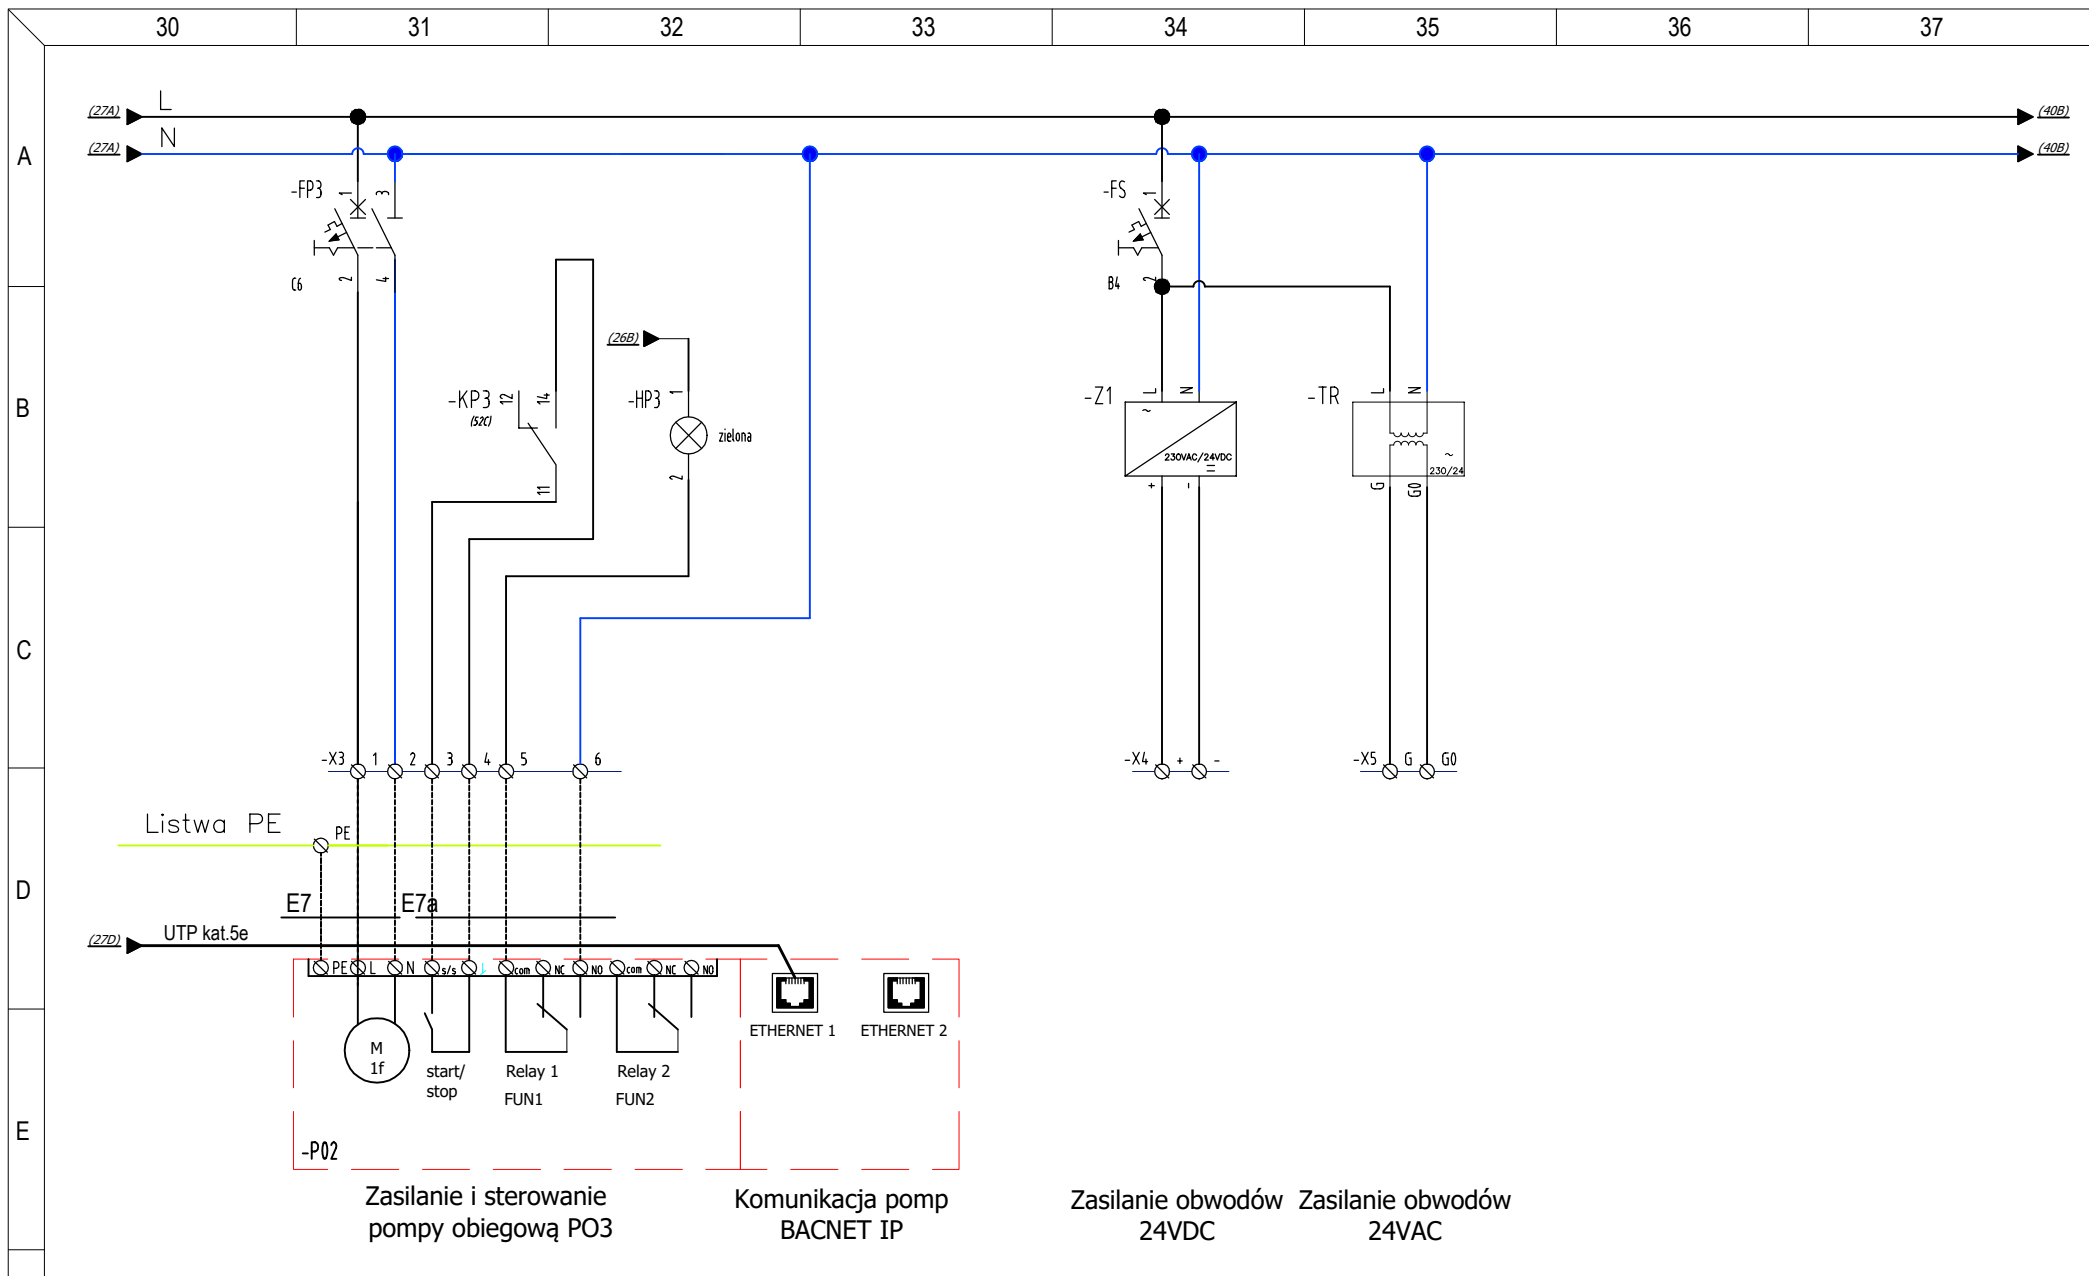 30 31 32 33 34 35 36 37
A
B
C
D
E
(27A) L (40B)
(27A) N (40B)
-FP3 1 3
C6 2 4
-FS 1
B4 2
(26B)
-KP3 12 14
(52C)
11
-HP3 1
zielona
2
-Z1 L N
~
230VAC/24VDC
=
+ -
-TR L N
~
230/24
G G0
-X3 1 2 3 4 5 6
-X4 + -
-X5 G G0
Listwa PE PE
E7 E7a
(27D) UTP kat.5e
PE L N s/s com NC NO com NC NO
ETHERNET 1 ETHERNET 2
M
1f
start/
stop
Relay 1
FUN1
Relay 2
FUN2
-P02
Zasilanie i sterowanie
pompy obiegową PO3
Komunikacja pomp
BACNET IP
Zasilanie obwodów
24VDC
Zasilanie obwodów
24VAC